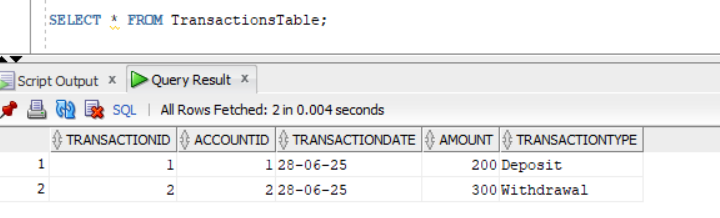 SELECT * FROM TransactionsTable;
Script Output x Query Result x
SQL | All Rows Fetched: 2 in 0.004 seconds
TRANSACTIONID ACCOUNTID TRANSACTIONDATE AMOUNT TRANSACTIONTYPE
1 1 1 28-06-25 200 Deposit
2 2 2 28-06-25 300 Withdrawal